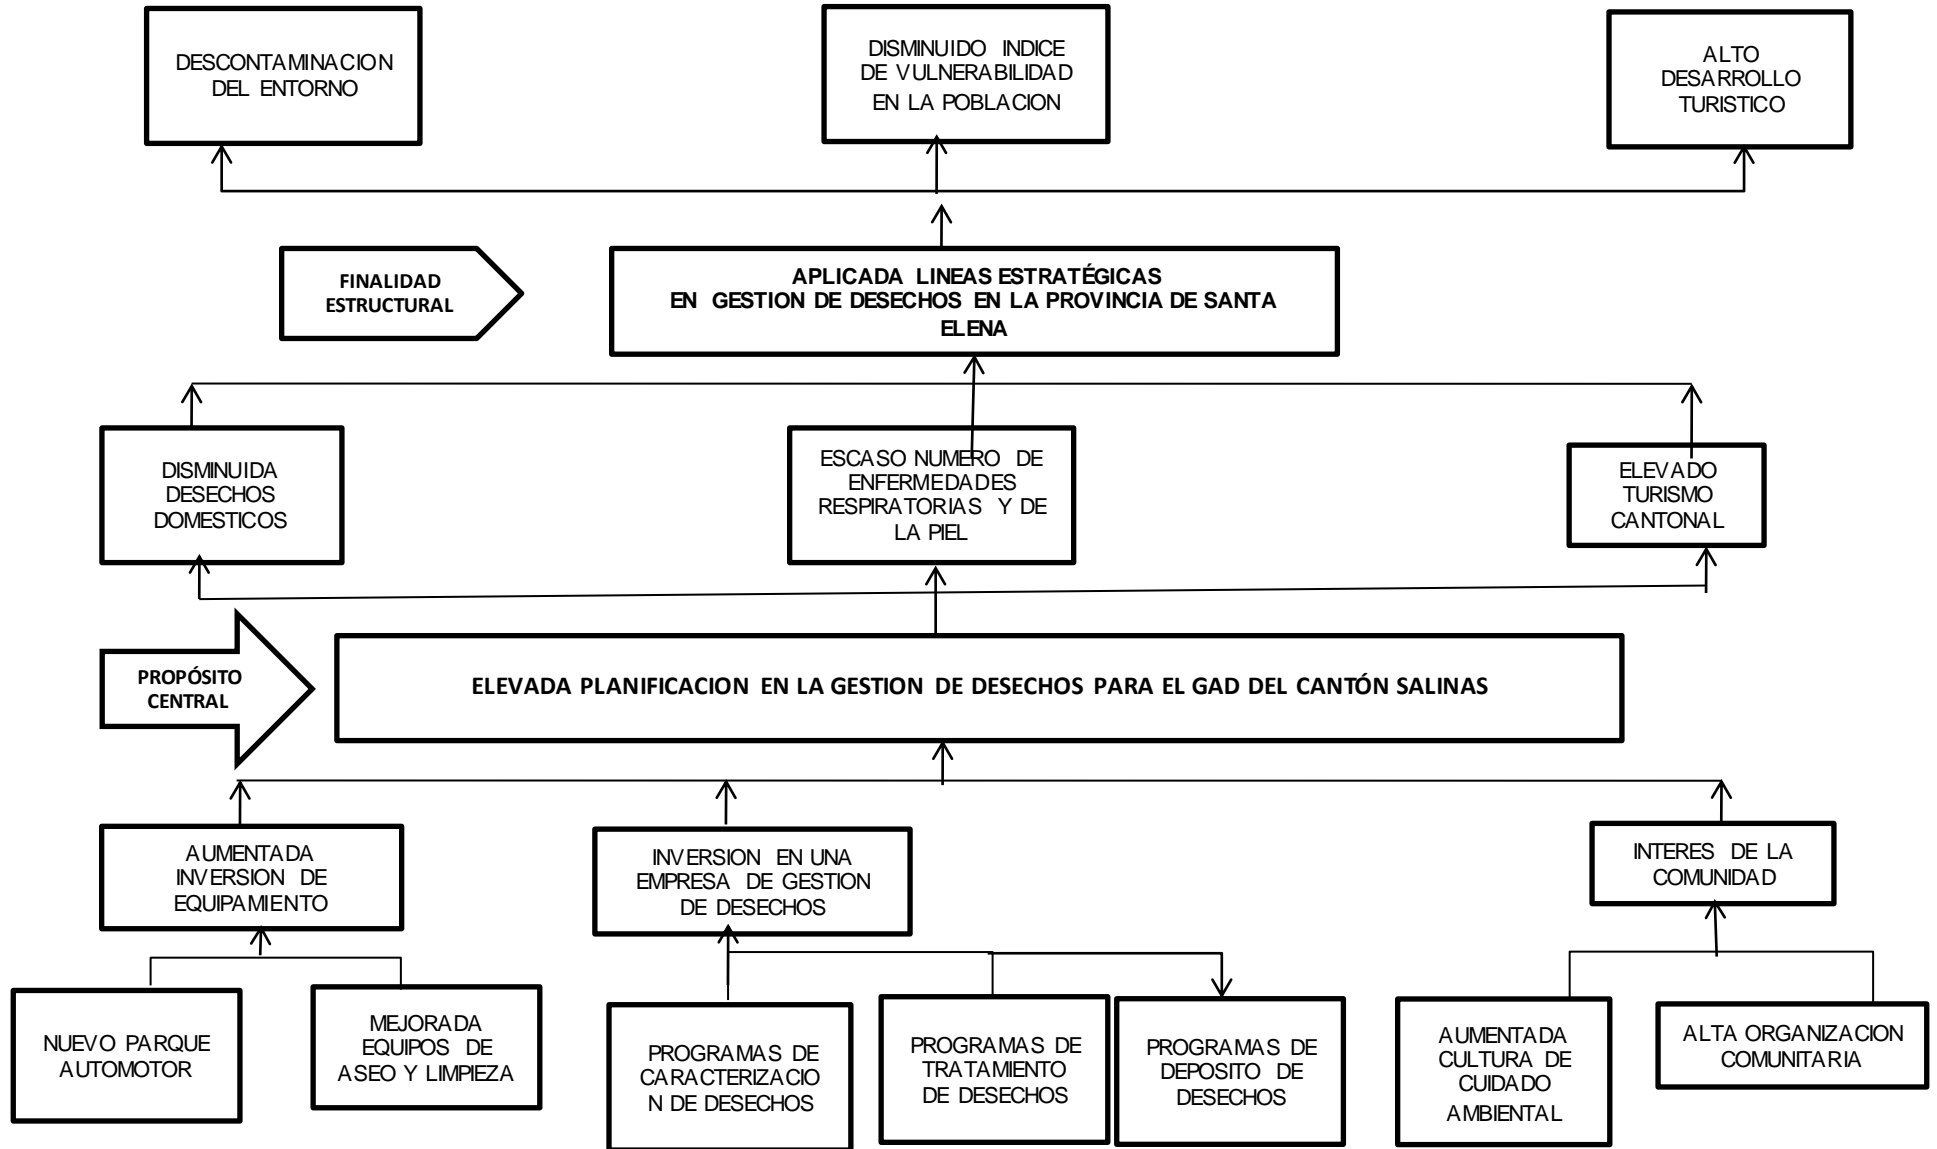 DESCONTAMINACION
DEL ENTORNO
DISMINUIDO INDICE
DE VULNERABILIDAD
EN LA POBLACION
ALTO
DESARROLLO
TURISTICO
FINALIDAD
ESTRUCTURAL
APLICADA LINEAS ESTRATÉGICAS
EN GESTION DE DESECHOS EN LA PROVINCIA DE SANTA
ELENA
DISMINUIDA
DESECHOS
DOMESTICOS
ESCASO NUMERO DE
ENFERMEDADES
RESPIRATORIAS Y DE
LA PIEL
ELEVADO
TURISMO
CANTONAL
PROPÓSITO
CENTRAL
ELEVADA PLANIFICACION EN LA GESTION DE DESECHOS PARA EL GAD DEL CANTÓN SALINAS
AUMENTADA
INVERSION DE
EQUIPAMIENTO
INVERSION EN UNA
EMPRESA DE GESTION
DE DESECHOS
INTERES DE LA
COMUNIDAD
NUEVO PARQUE
AUTOMOTOR
MEJORADA
EQUIPOS DE
ASEO Y LIMPIEZA
PROGRAMAS DE
CARACTERIZACIO
N DE DESECHOS
PROGRAMAS DE
TRATAMIENTO
DE DESECHOS
PROGRAMAS DE
DEPOSITO DE
DESECHOS
AUMENTADA
CULTURA DE
CUIDADO
AMBIENTAL
ALTA ORGANIZACION
COMUNITARIA